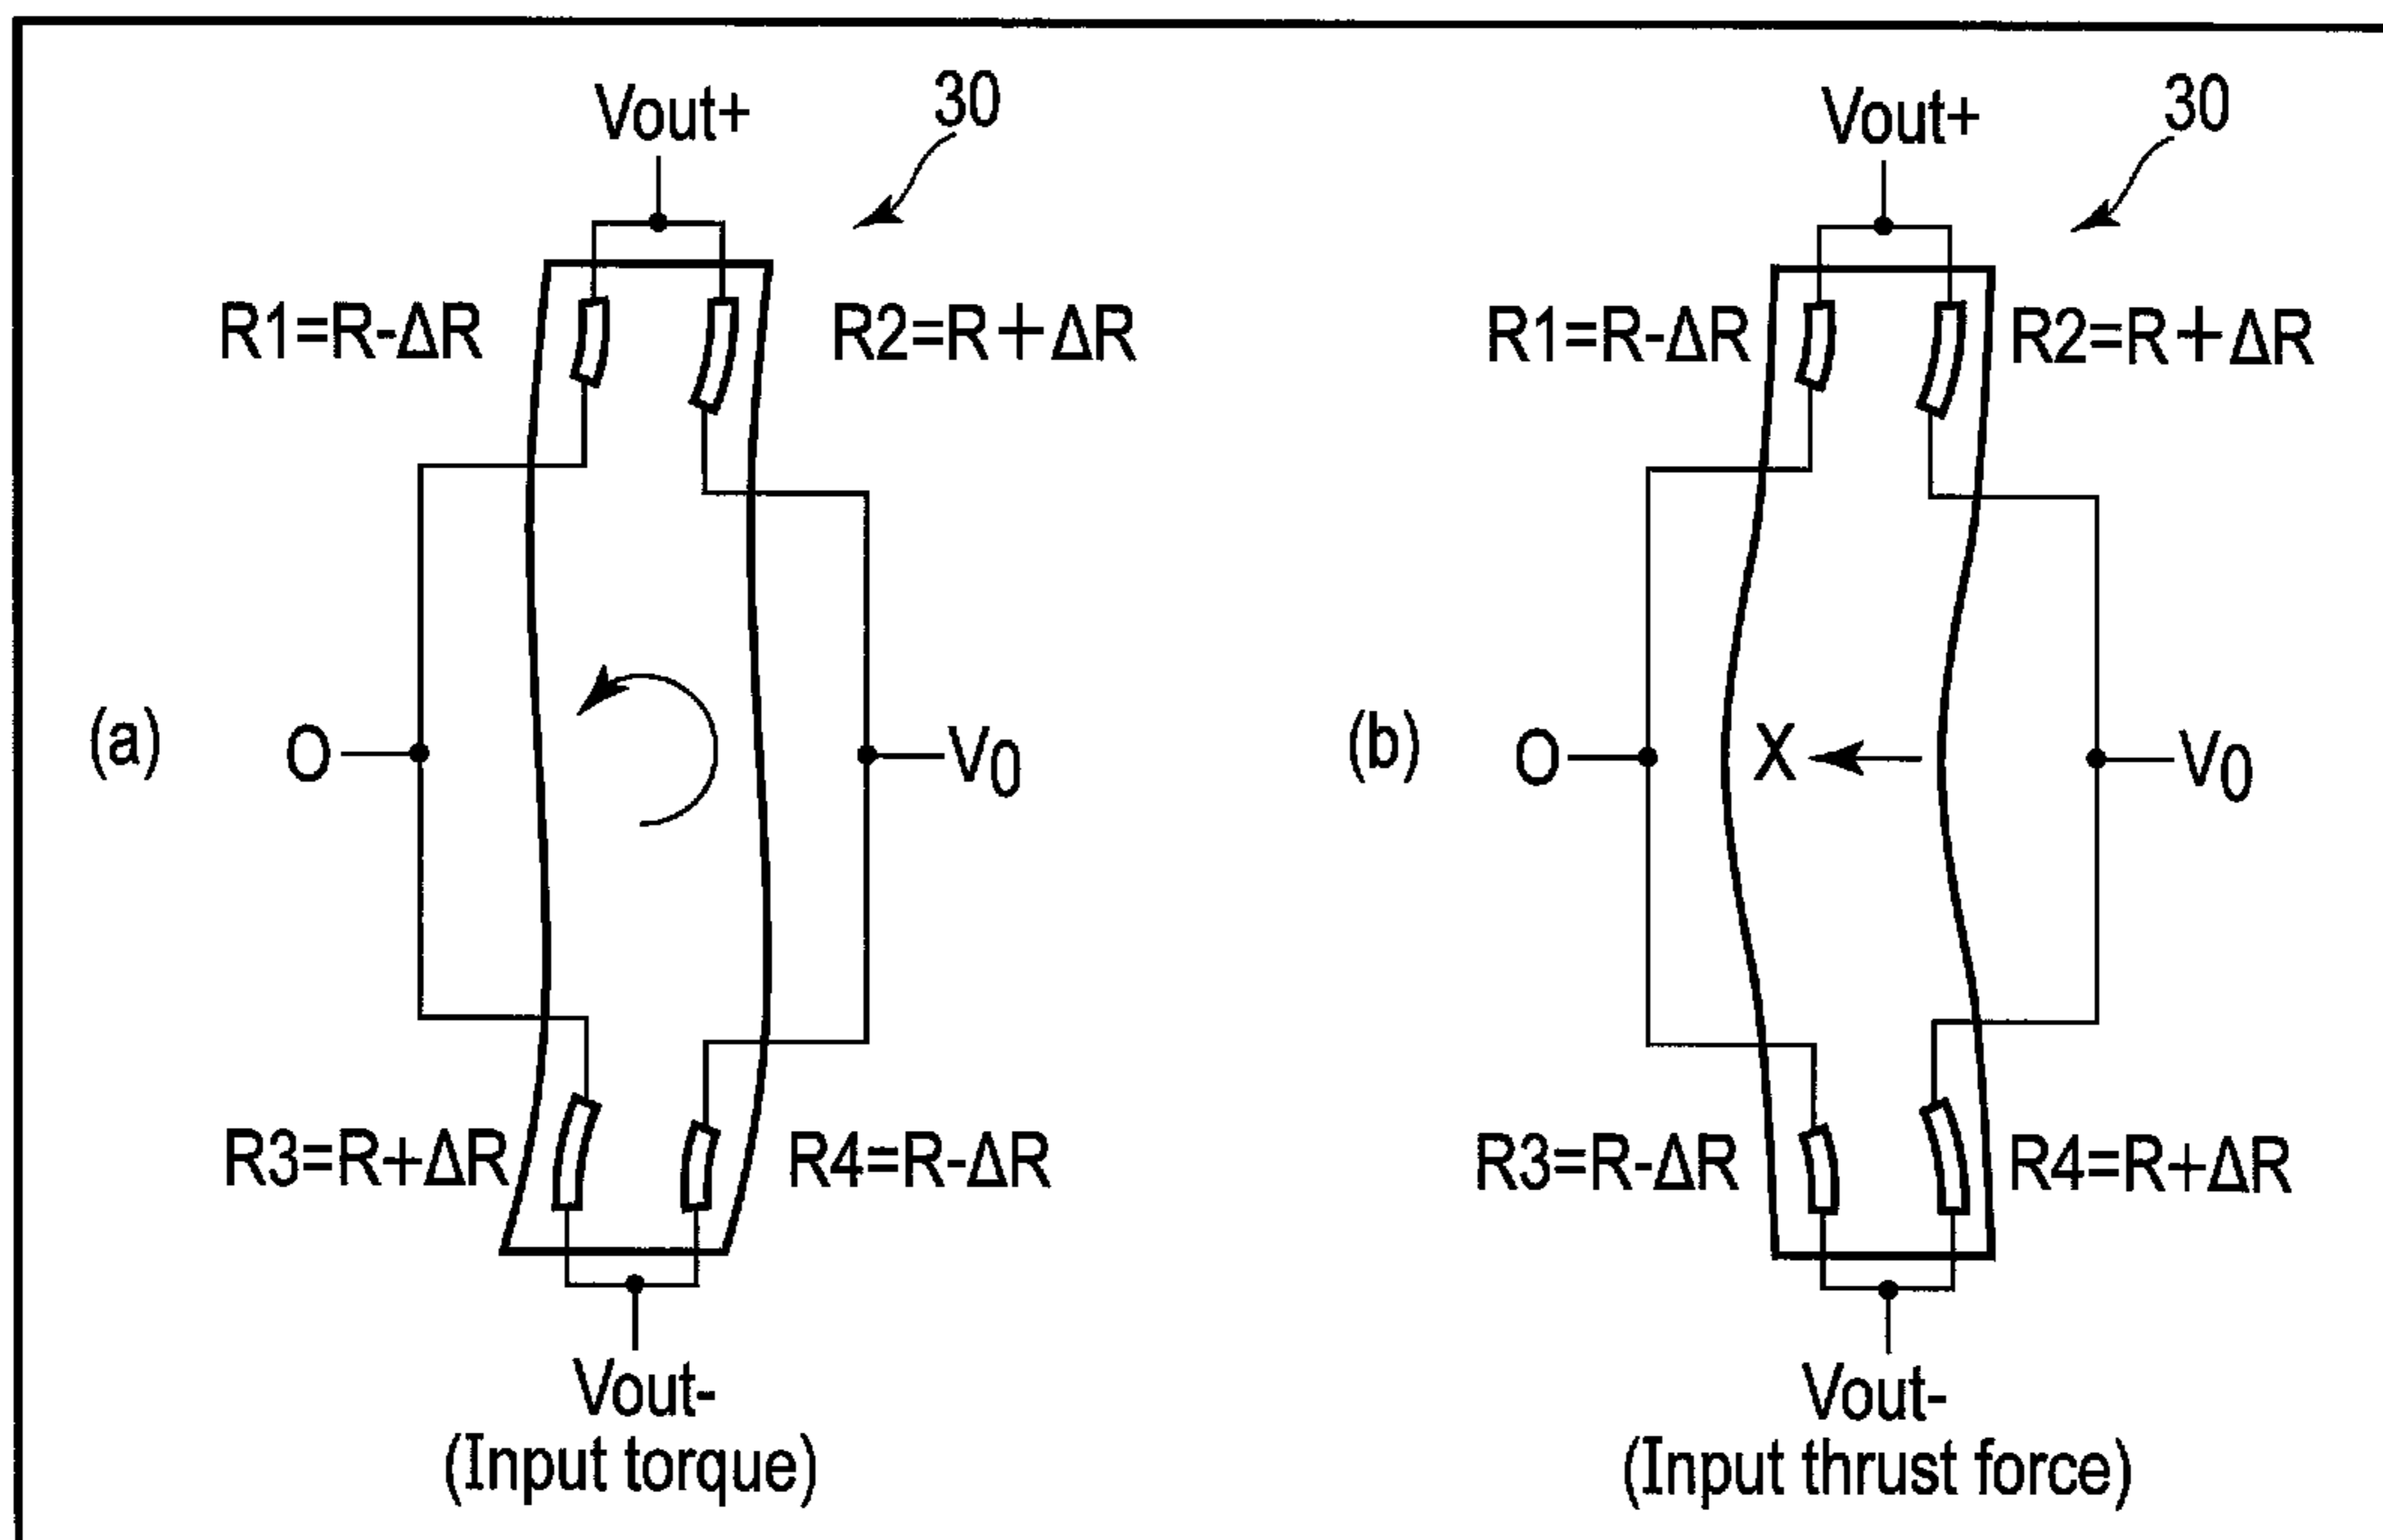 Vout+
30
R1=R-ΔR
R2=R+ΔR
(a)
O
V0
R3=R+ΔR
R4=R-ΔR
Vout-
(Input torque)
Vout+
30
R1=R-ΔR
R2=R+ΔR
(b)
O
X
V0
R3=R-ΔR
R4=R+ΔR
Vout-
(Input thrust force)